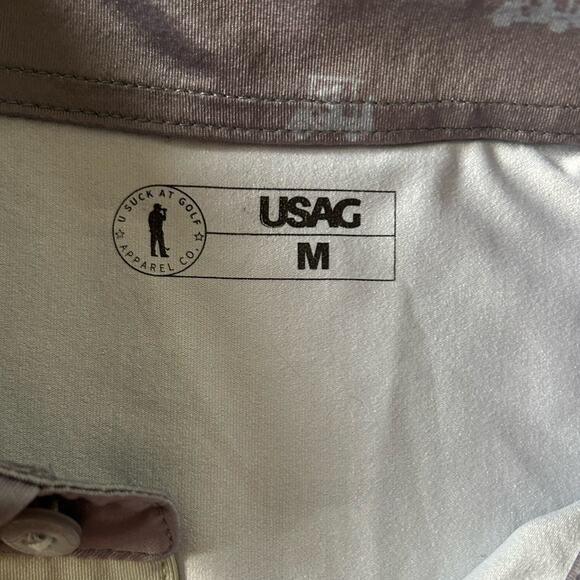 U SUCK AT GOLF
APPAREL CO.
USAG
M